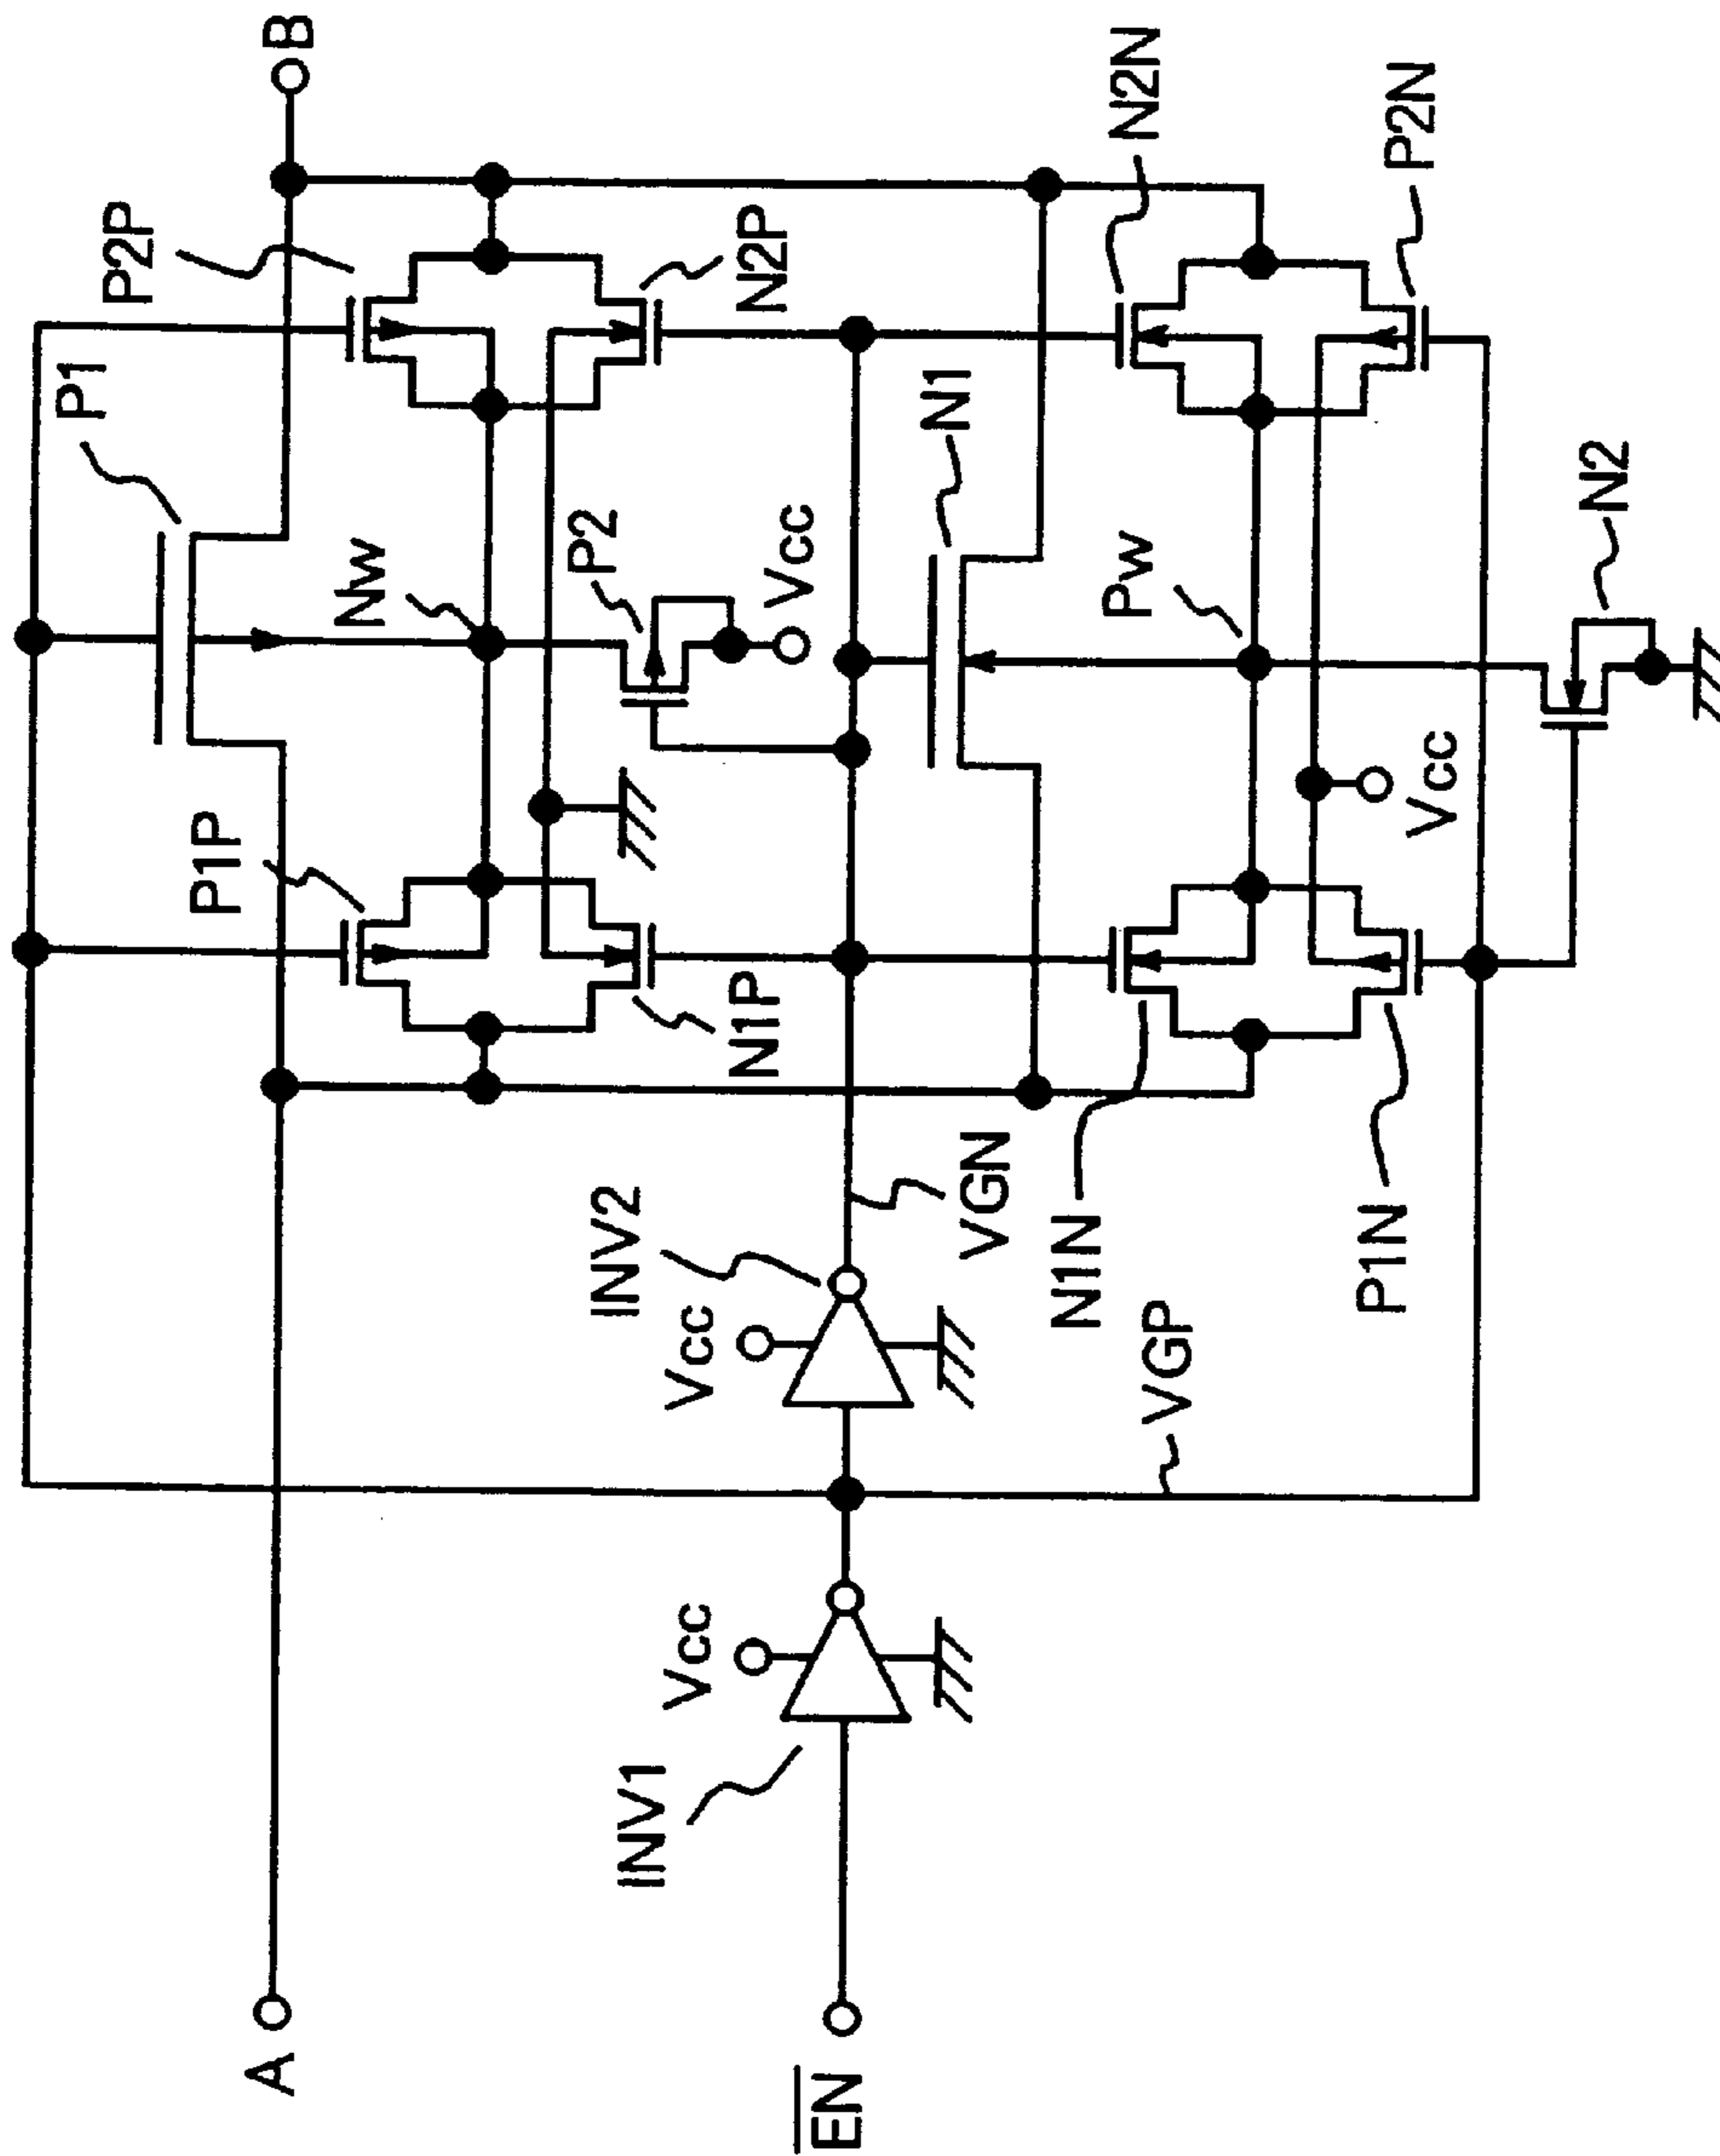 A
B
P1
P2P
P1P
Nw
N2P
P2
Vcc
N1P
INV2
Vcc
N1
VGN
N2N
Pw
N1N
P2N
Vcc
P1N
VGP
N2
INV1
Vcc
EN